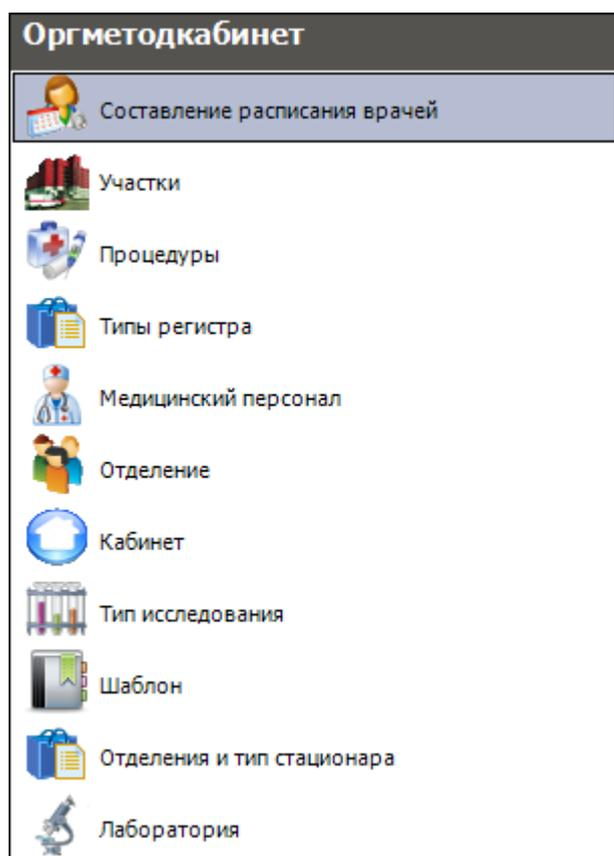 Оргметодкабинет
Составление расписания врачей
Участки
Процедуры
Типы регистра
Медицинский персонал
Отделение
Кабинет
Тип исследования
Шаблон
Отделения и тип стационара
Лаборатория